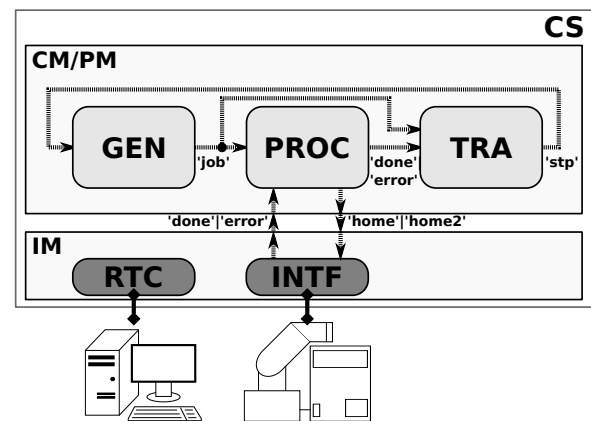 CS
CM/PM
GEN
PROC
TRA
'job'
'done'
'error'
'stp'
'done'|'error'
'home'|'home2'
IM
RTC
INTF